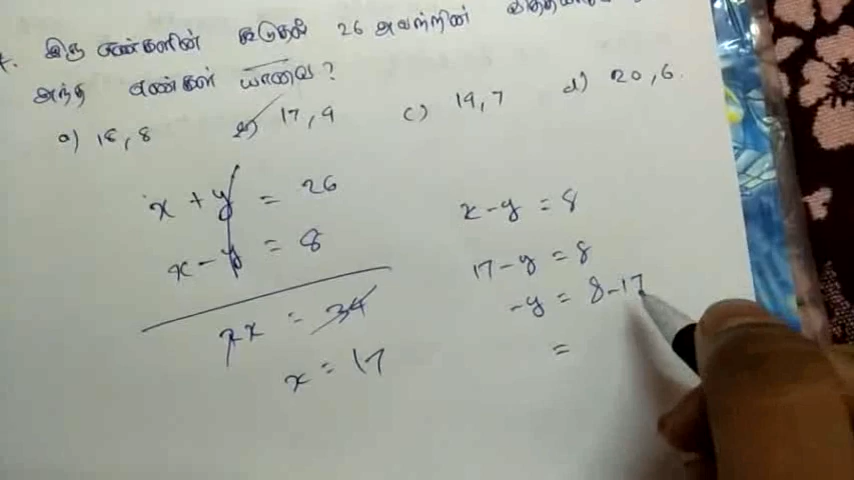 இரு எண்களின் கூடுதல் 26 அவற்றின்
அந்த எண்கள் யாவை?
a) 18, 8 b) 17, 9 c) 19, 7 d) 20, 6.
x + y = 26
x - y = 8
2x = 34
x = 17
x - y = 8
17 - y = 8
-y = 8 - 17
=